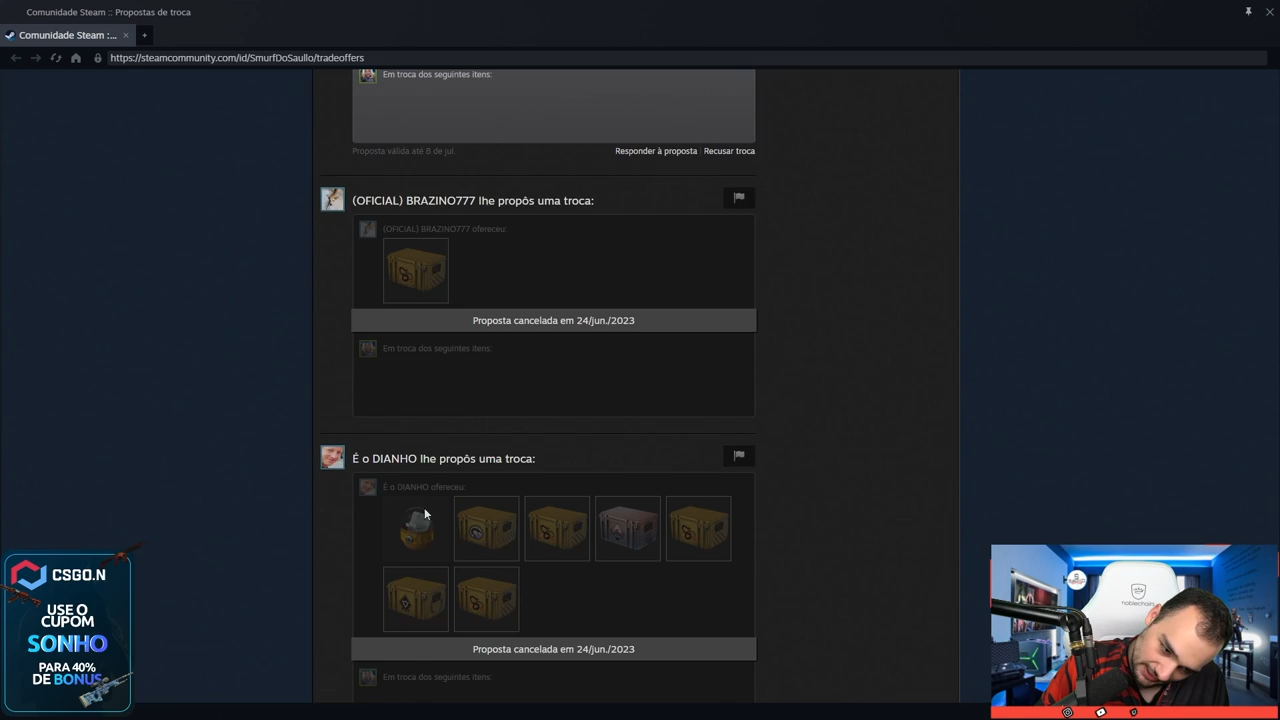 Comunidade Steam :: Propostas de troca
Comunidade Steam :...
https://steamcommunity.com/id/SmurfDoSaullo/tradeoffers
Em troca dos seguintes itens:
Proposta válida até 8 de jul.
Responder à proposta | Recusar troca
(OFICIAL) BRAZINO777 lhe propôs uma troca:
(OFICIAL) BRAZINO777 ofereceu:
Proposta cancelada em 24/jun./2023
Em troca dos seguintes itens:
É o DIANHO lhe propôs uma troca:
É o DIANHO ofereceu:
Proposta cancelada em 24/jun./2023
Em troca dos seguintes itens:
CSGO.N
USE O
CUPOM
SONHO
PARA 40%
DE BONUS
noblechairs